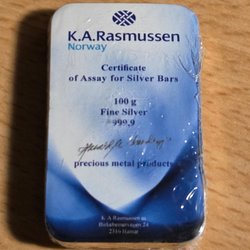 K.A.Rasmussen
Norway
Certificate
of Assay for Silver Bars
100 g
Fine Silver
999,9
precious metal products
K A Rasmussen as
2316 Hamar